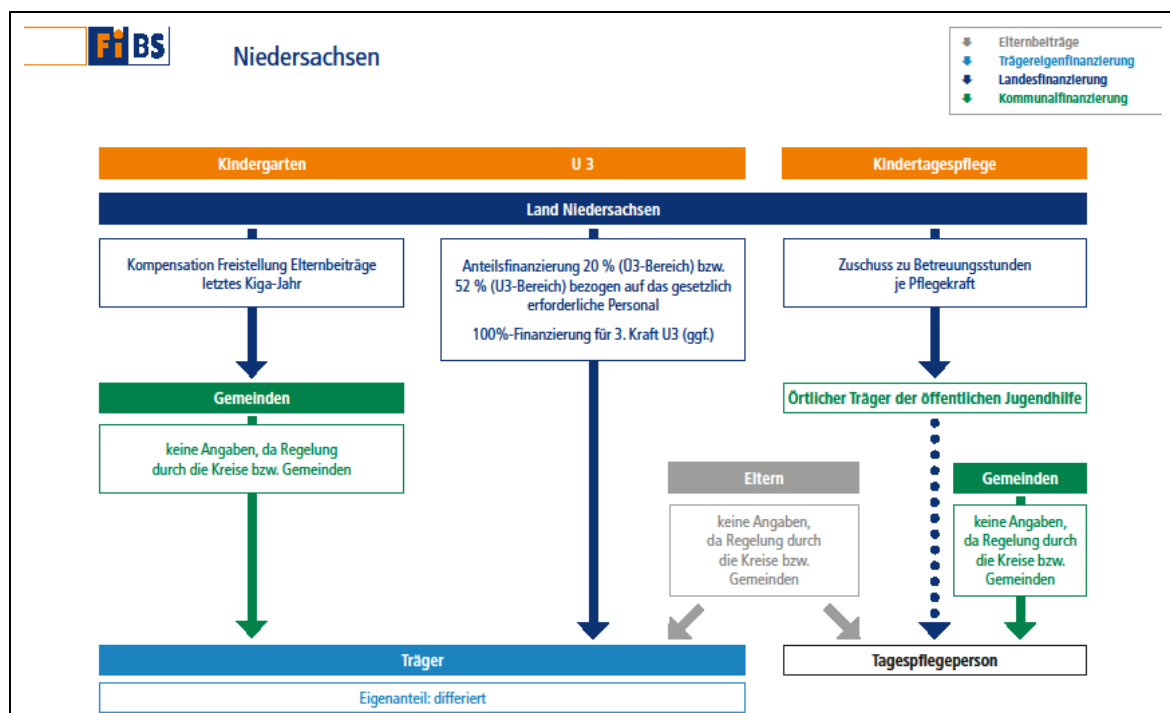 FiBS
Niedersachsen
Elternbeiträge
Trägereigenfinanzierung
Landesfinanzierung
Kommunalfinanzierung
Kindergarten
U 3
Kindertagespflege
Land Niedersachsen
Kompensation Freistellung Elternbeiträge
letztes Kiga-Jahr
Anteilsfinanzierung 20 % (Ü3-Bereich) bzw.
52 % (U3-Bereich) bezogen auf das gesetzlich
erforderliche Personal
100%-Finanzierung für 3. Kraft U3 (ggf.)
Zuschuss zu Betreuungsstunden
je Pflegekraft
Gemeinden
keine Angaben, da Regelung
durch die Kreise bzw. Gemeinden
Örtlicher Träger der öffentlichen Jugendhilfe
Eltern
keine Angaben,
da Regelung durch
die Kreise bzw.
Gemeinden
Gemeinden
keine Angaben,
da Regelung durch
die Kreise bzw.
Gemeinden
Träger
Eigenanteil: differiert
Tagespflegeperson